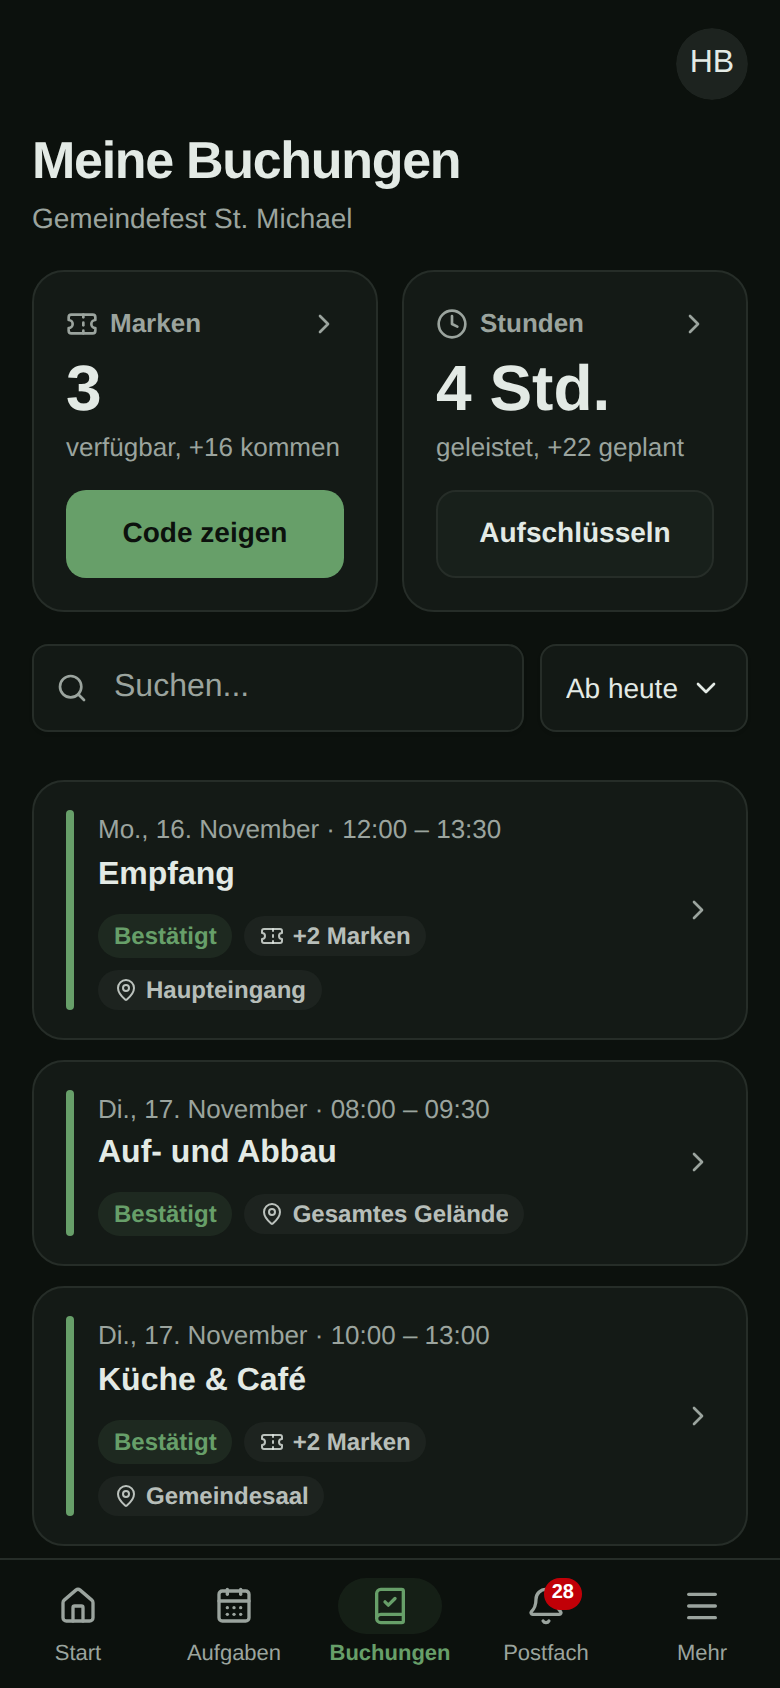 HB
Meine Buchungen
Gemeindefest St. Michael
Marken
3
verfügbar, +16 kommen
Code zeigen
Stunden
4 Std.
geleistet, +22 geplant
Aufschlüsseln
Suchen...
Ab heute
Mo., 16. November · 12:00 – 13:30
Empfang
Bestätigt
+2 Marken
Haupteingang
Di., 17. November · 08:00 – 09:30
Auf- und Abbau
Bestätigt
Gesamtes Gelände
Di., 17. November · 10:00 – 13:00
Küche & Café
Bestätigt
+2 Marken
Gemeindesaal
28
Start
Aufgaben
Buchungen
Postfach
Mehr